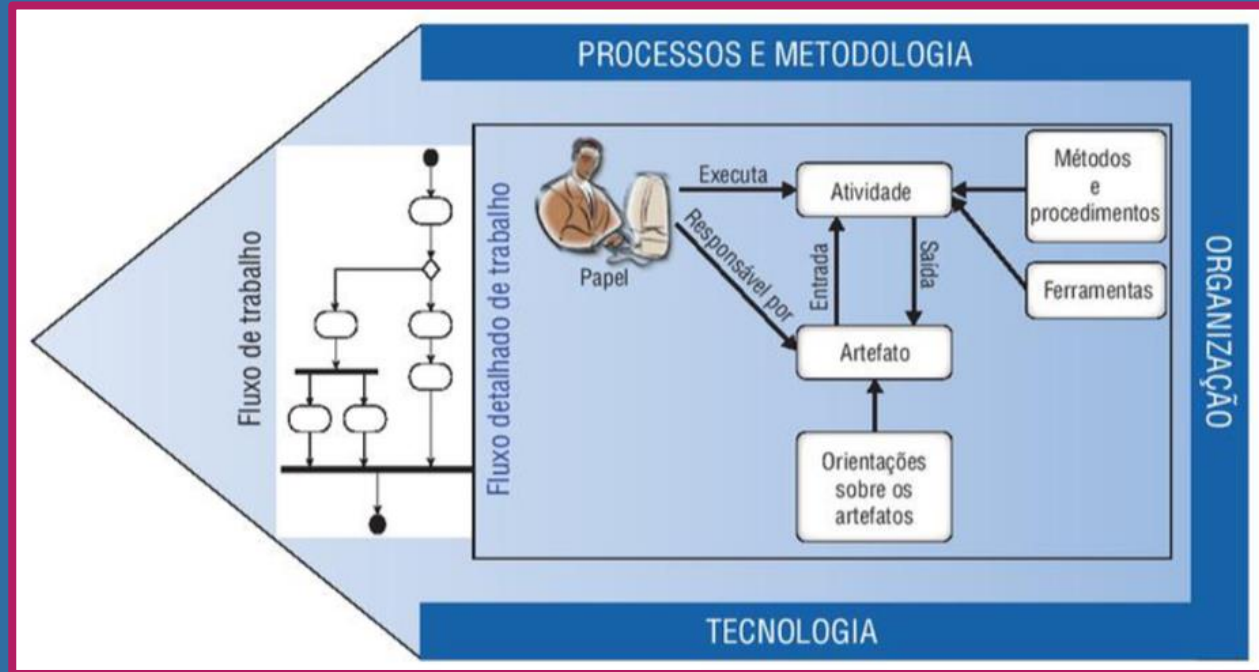 PROCESSOS E METODOLOGIA
Fluxo de trabalho
Fluxo detalhado de trabalho
Papel
Executa
Responsável por
Atividade
Entrada
Saída
Artefato
Métodos
e
procedimentos
Ferramentas
Orientações
sobre os
artefatos
ORGANIZAÇÃO
TECNOLOGIA